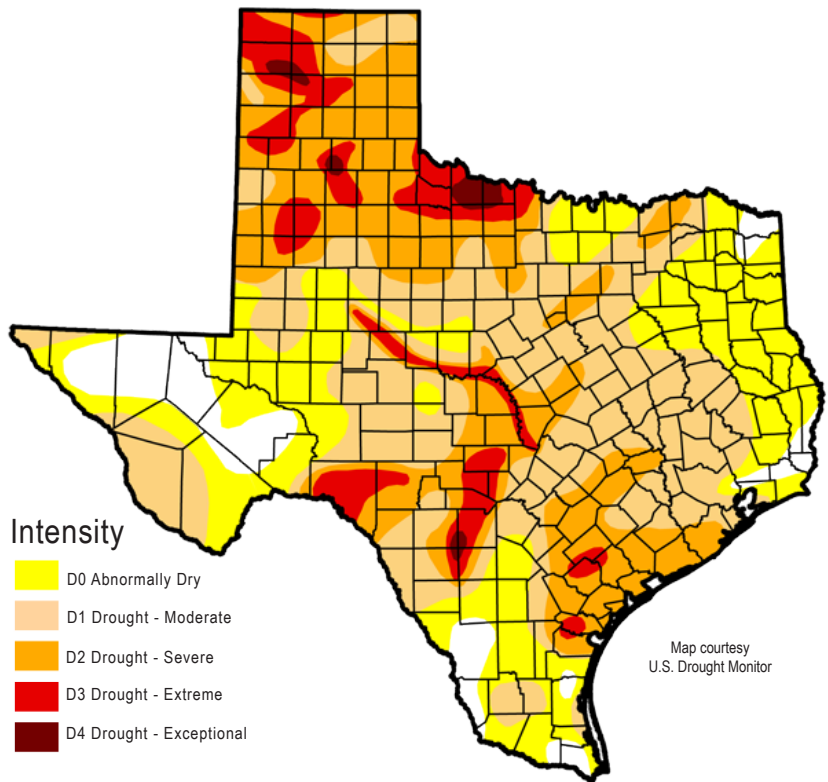 Intensity
D0 Abnormally Dry
D1 Drought - Moderate
D2 Drought - Severe
D3 Drought - Extreme
D4 Drought - Exceptional
Map courtesy
U.S. Drought Monitor